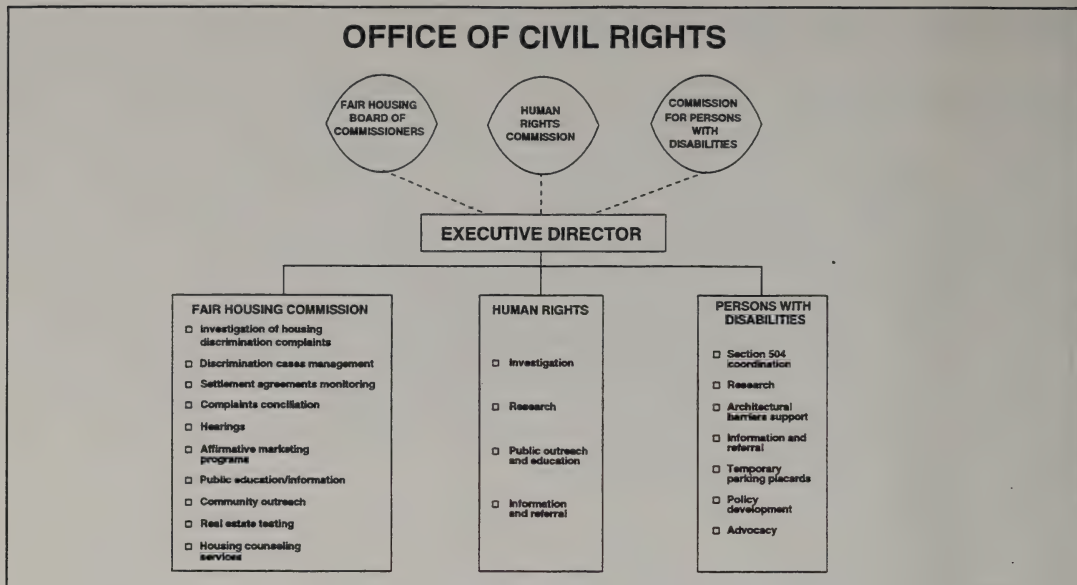 OFFICE OF CIVIL RIGHTS
FAIR HOUSING
BOARD OF
COMMISSIONERS
HUMAN
RIGHTS
COMMISSION
COMMISSION
FOR PERSONS
WITH
DISABILITIES
EXECUTIVE DIRECTOR
FAIR HOUSING COMMISSION
Investigation of housing
discrimination complaints
Discrimination cases management
Settlement agreements monitoring
Complaints conciliation
Hearings
Affirmative marketing
programs
Public education/information
Community outreach
Real estate testing
Housing counseling
services
HUMAN RIGHTS
Investigation
Research
Public outreach
and education
Information
and referral
PERSONS WITH
DISABILITIES
Section 504
coordination
Research
Architectural
barriers support
Information and
referral
Temporary
parking placards
Policy
development
Advocacy